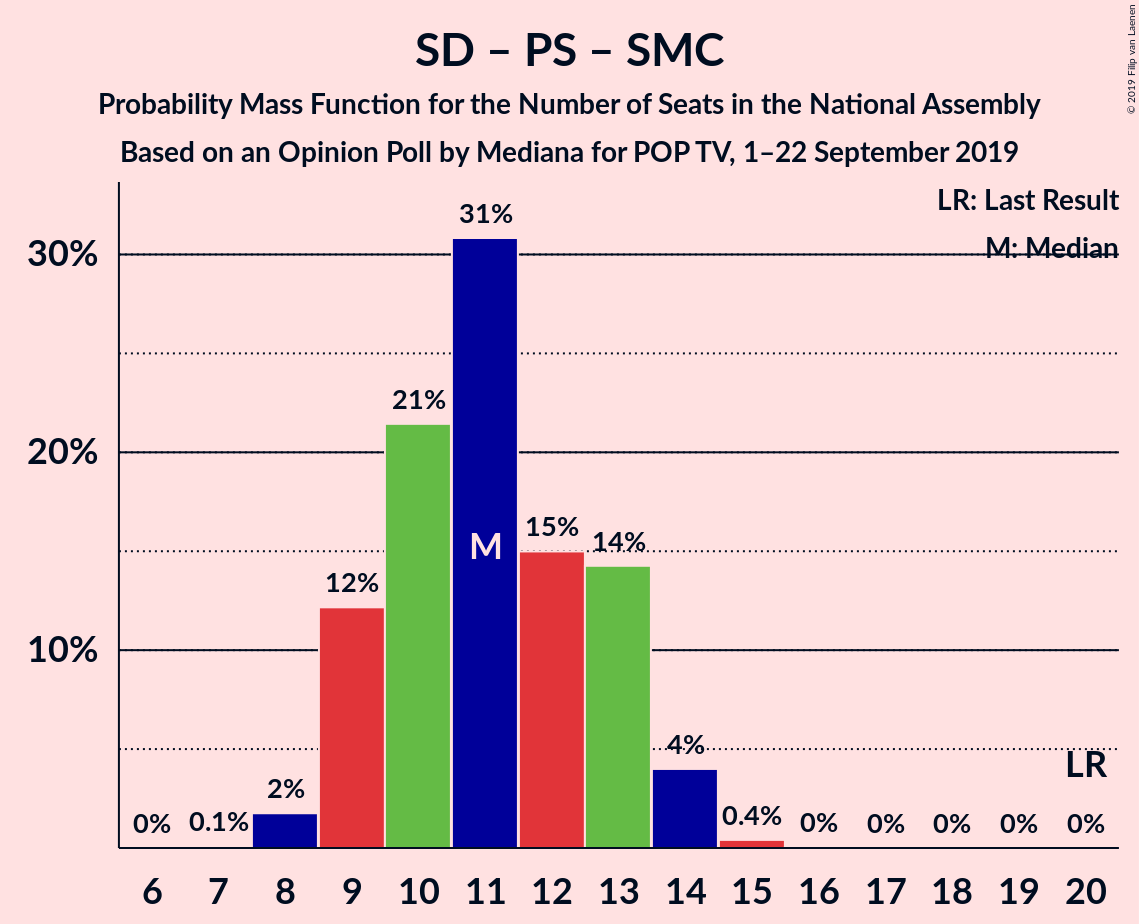 SD – PS – SMC
Probability Mass Function for the Number of Seats in the National Assembly
Based on an Opinion Poll by Mediana for POP TV, 1–22 September 2019
© 2019 Filip van Laenen
LR: Last Result
M: Median
30%
20%
10%
0%
0.1%
2%
12%
21%
31%
M
15%
14%
4%
0.4%
0%
0%
0%
0%
0%
LR
6 7 8 9 10 11 12 13 14 15 16 17 18 19 20